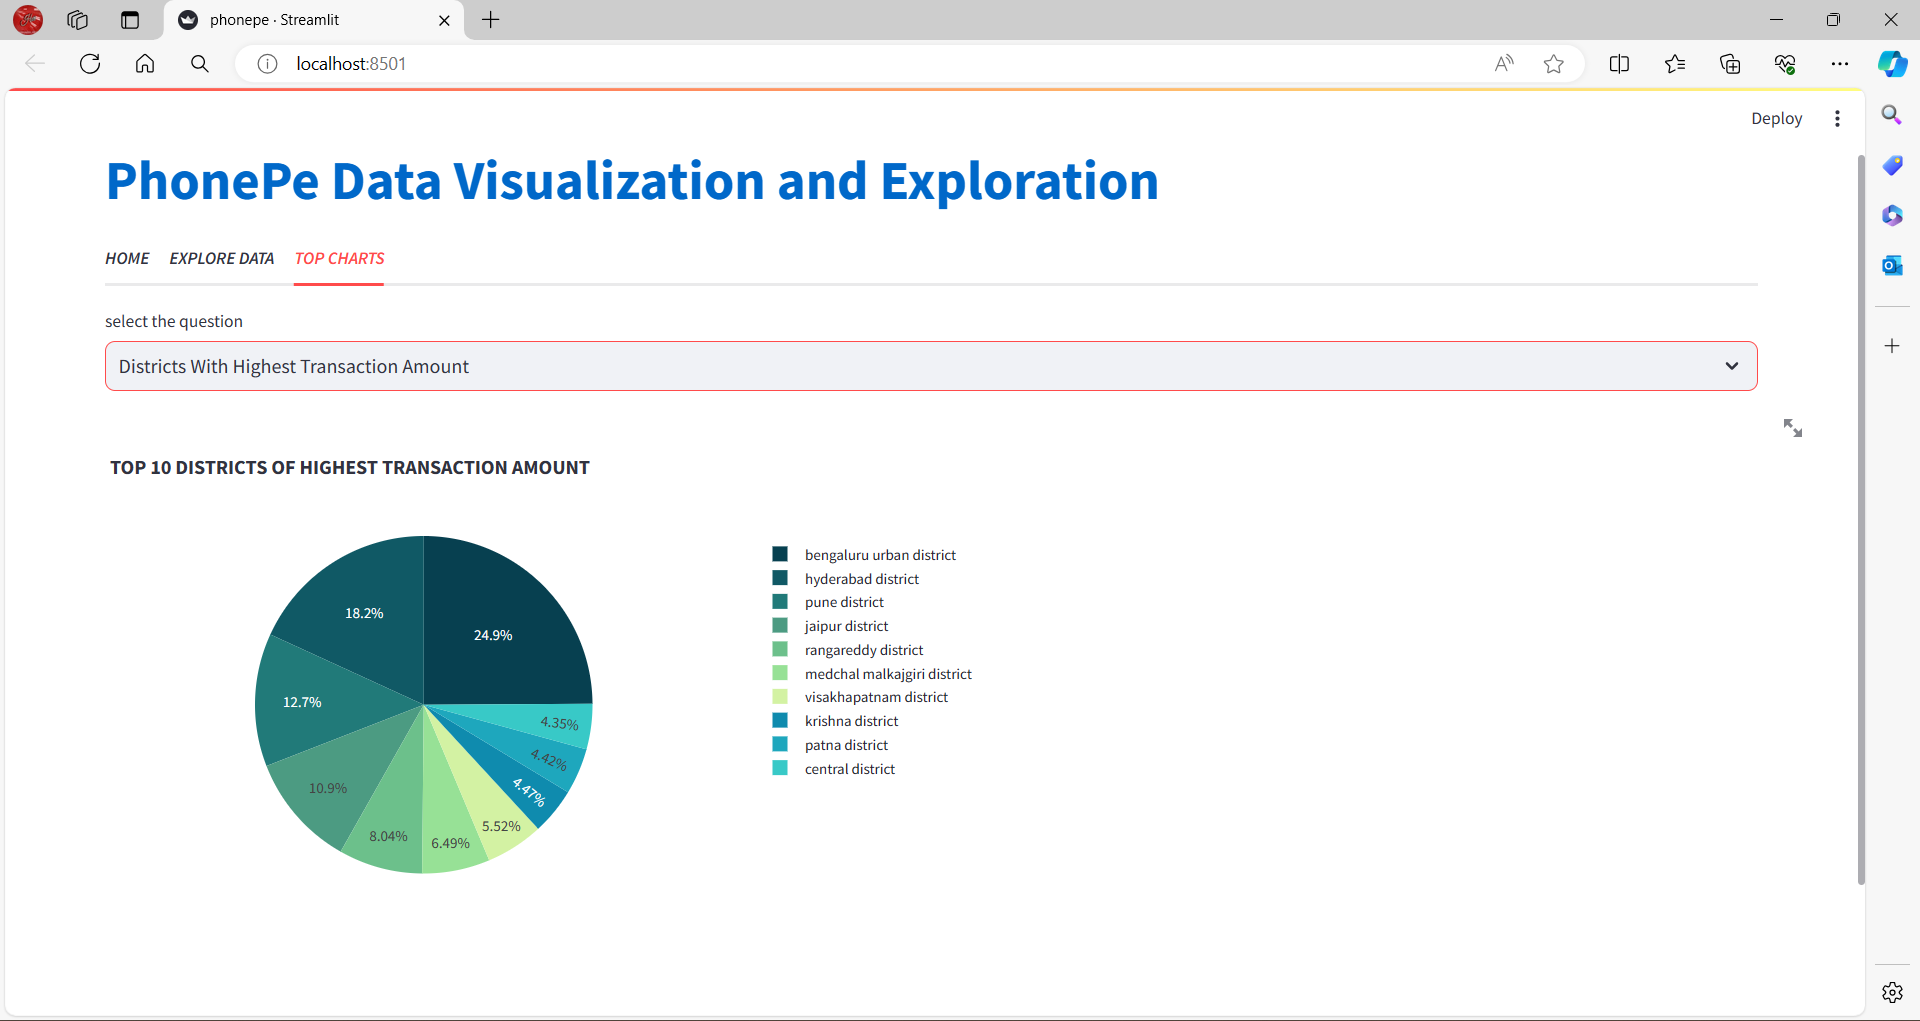 phonepe · Streamlit
localhost:8501
Deploy
PhonePe Data Visualization and Exploration
HOME EXPLORE DATA TOP CHARTS
select the question
Districts With Highest Transaction Amount
TOP 10 DISTRICTS OF HIGHEST TRANSACTION AMOUNT
24.9%
18.2%
12.7%
10.9%
8.04%
6.49%
5.52%
4.47%
4.42%
4.35%
bengaluru urban district
hyderabad district
pune district
jaipur district
rangareddy district
medchal malkajgiri district
visakhapatnam district
krishna district
patna district
central district